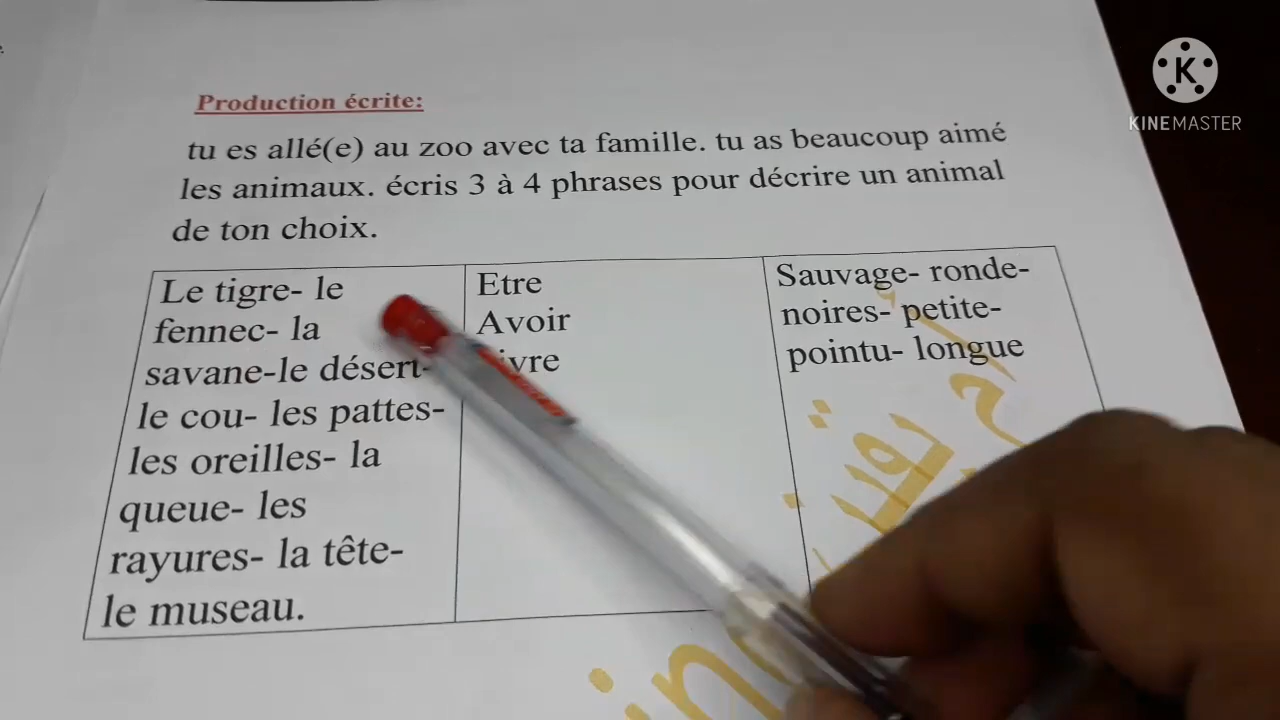 Production écrite:
tu es allé(e) au zoo avec ta famille. tu as beaucoup aimé
les animaux. écris 3 à 4 phrases pour décrire un animal
de ton choix.
Le tigre- le
fennec- la
savane-le désert-
le cou- les pattes-
les oreilles- la
queue- les
rayures- la tête-
le museau.
Etre
Avoir
Sauvage- ronde-
noires- petite-
pointu- longue
KINEMASTER